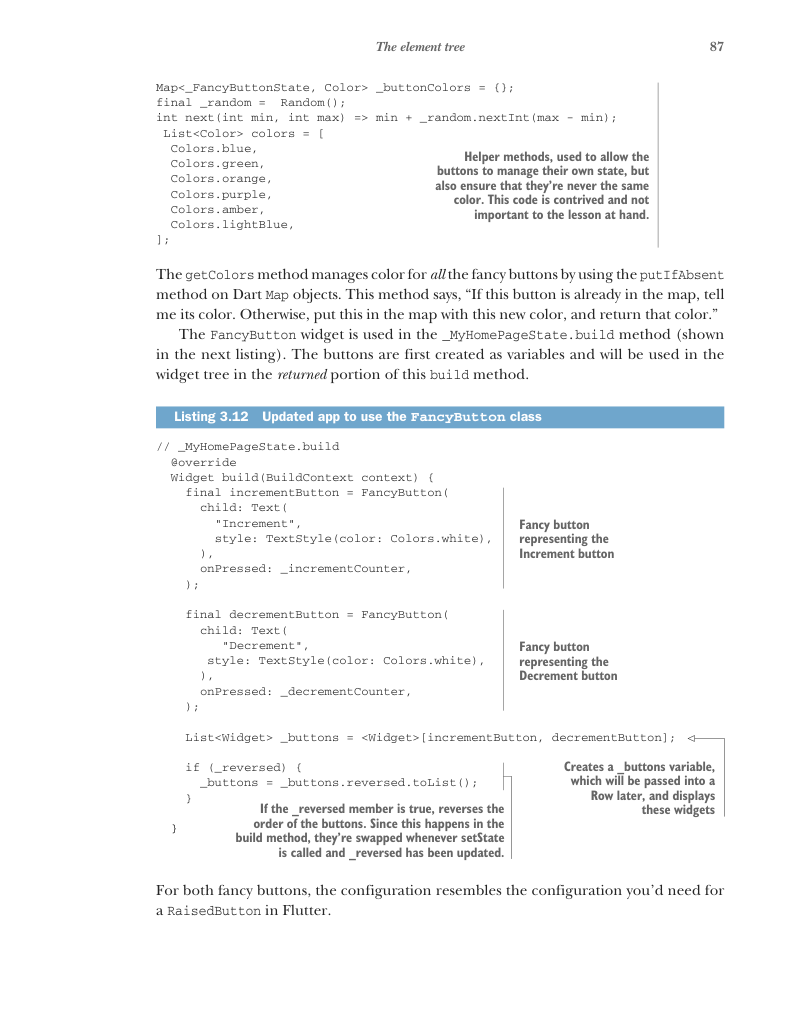 The element tree
87
Map<_FancyButtonState, Color> _buttonColors = {};
final _random =  Random();
int next(int min, int max) => min + _random.nextInt(max - min);
 List<Color> colors = [
  Colors.blue,
  Colors.green,
  Colors.orange,
  Colors.purple,
  Colors.amber,
  Colors.lightBlue,
];
Helper methods, used to allow the
buttons to manage their own state, but
also ensure that they're never the same
color. This code is contrived and not
important to the lesson at hand.
The getColors method manages color for all the fancy buttons by using the putIfAbsent
method on Dart Map objects. This method says, “If this button is already in the map, tell
me its color. Otherwise, put this in the map with this new color, and return that color.”
The FancyButton widget is used in the _MyHomePageState.build method (shown
in the next listing). The buttons are first created as variables and will be used in the
widget tree in the returned portion of this build method.
Listing 3.12 Updated app to use the FancyButton class
// _MyHomePageState.build
  @override
  Widget build(BuildContext context) {
    final incrementButton = FancyButton(
      child: Text(
        "Increment",
        style: TextStyle(color: Colors.white),
      ),
      onPressed: _incrementCounter,
    );
Fancy button
representing the
Increment button
    final decrementButton = FancyButton(
      child: Text(
         "Decrement",
       style: TextStyle(color: Colors.white),
      ),
      onPressed: _decrementCounter,
    );
Fancy button
representing the
Decrement button
    List<Widget> _buttons = <Widget>[incrementButton, decrementButton];
Creates a _buttons variable,
which will be passed into a
Row later, and displays
these widgets
    if (_reversed) {
      _buttons = _buttons.reversed.toList();
    }
If the _reversed member is true, reverses the
order of the buttons. Since this happens in the
build method, they're swapped whenever setState
is called and _reversed has been updated.
  }
For both fancy buttons, the configuration resembles the configuration you’d need for
a RaisedButton in Flutter.